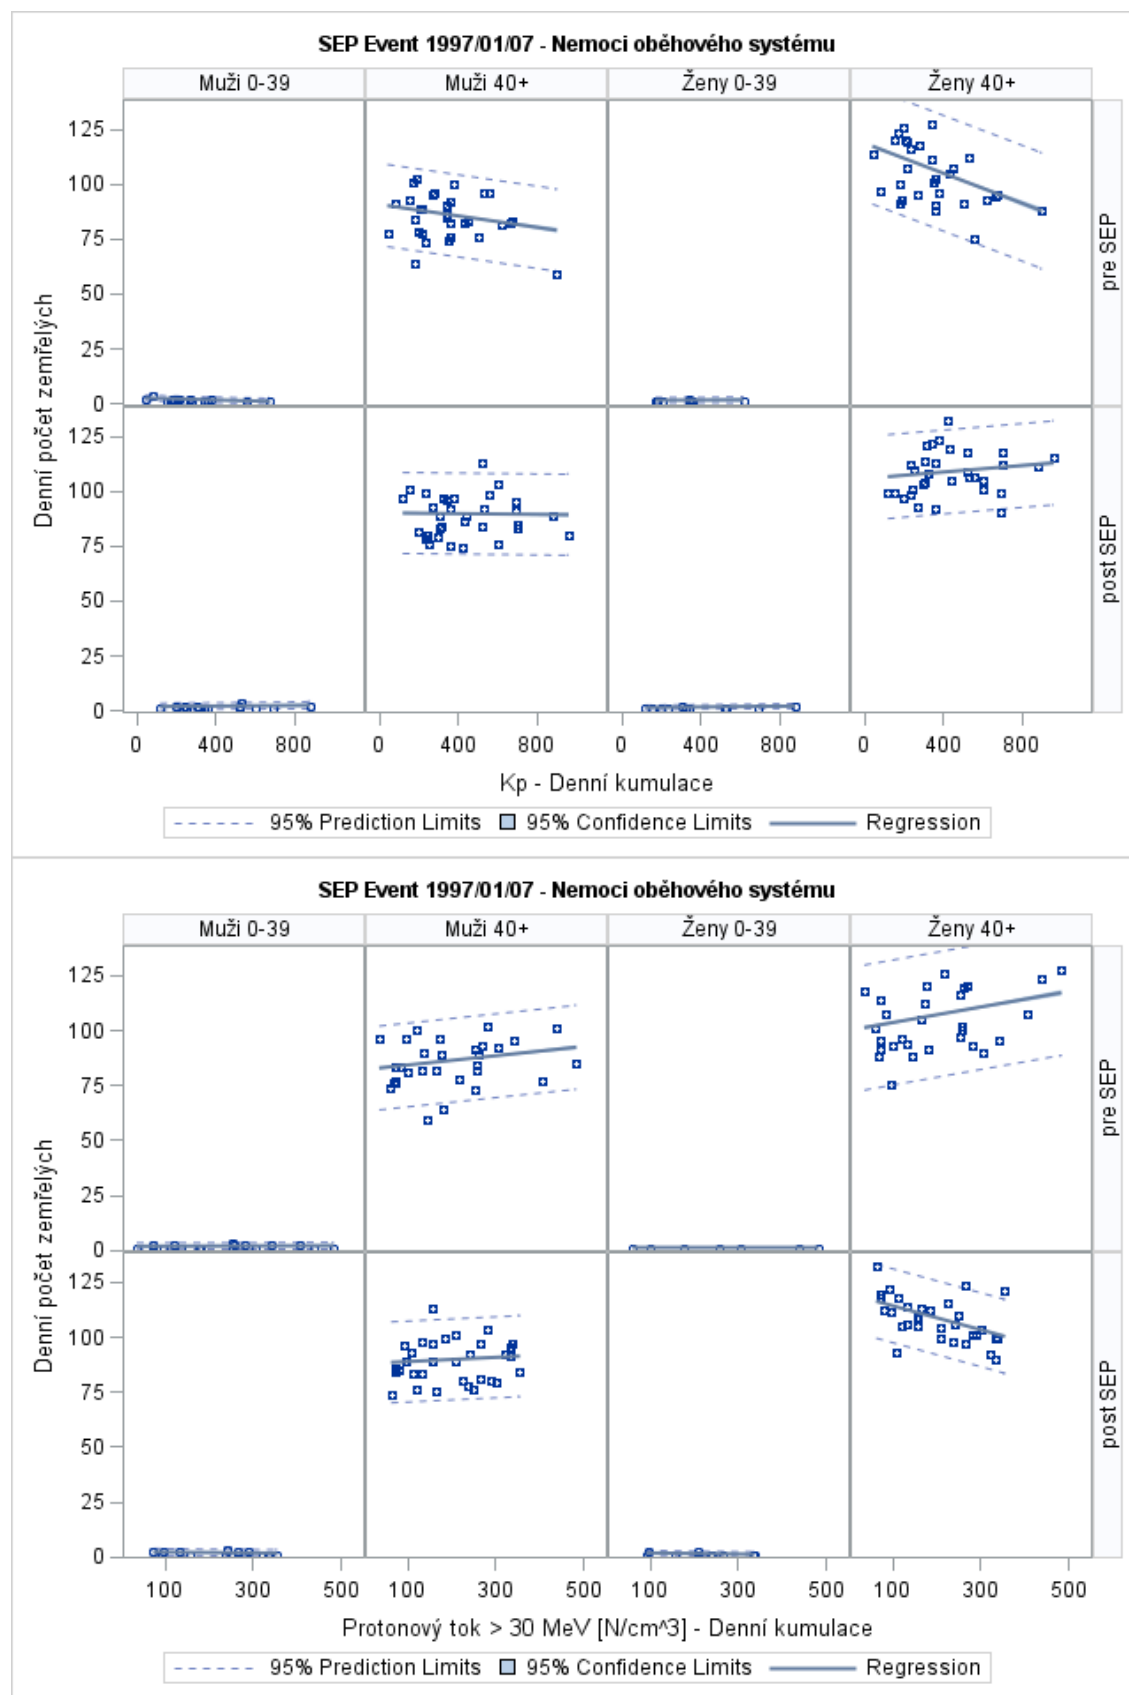 SEP Event 1997/01/07 - Nemoci oběhového systému
Muži 0-39 Muži 40+ Ženy 0-39 Ženy 40+
Denní počet zemřelých
125
100
75
50
25
0
pre SEP
125
100
75
50
25
0
post SEP
0 400 800 0 400 800 0 400 800 0 400 800
Kp - Denní kumulace
95% Prediction Limits 95% Confidence Limits Regression
SEP Event 1997/01/07 - Nemoci oběhového systému
Muži 0-39 Muži 40+ Ženy 0-39 Ženy 40+
Denní počet zemřelých
125
100
75
50
25
0
pre SEP
125
100
75
50
25
0
post SEP
100 300 500 100 300 500 100 300 500 100 300 500
Protonový tok > 30 MeV [N/cm^3] - Denní kumulace
95% Prediction Limits 95% Confidence Limits Regression